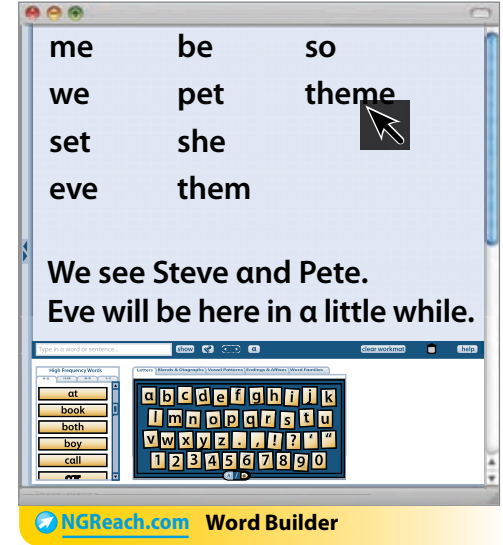 me be so
we pet theme
set she
eve them
We see Steve and Pete.
Eve will be here in a little while.
Type in a word or sentence...
show a clear workmat help
High Frequency Words
Letters Blends & Diagraphs Vowel Patterns Endings & Affixes Word Families
at
book
both
boy
call
a b c d e f g h i j k
l m n o p q r s t u
v w x y z . , ! ? ' "
1 2 3 4 5 6 7 8 9 0
NGReach.com Word Builder